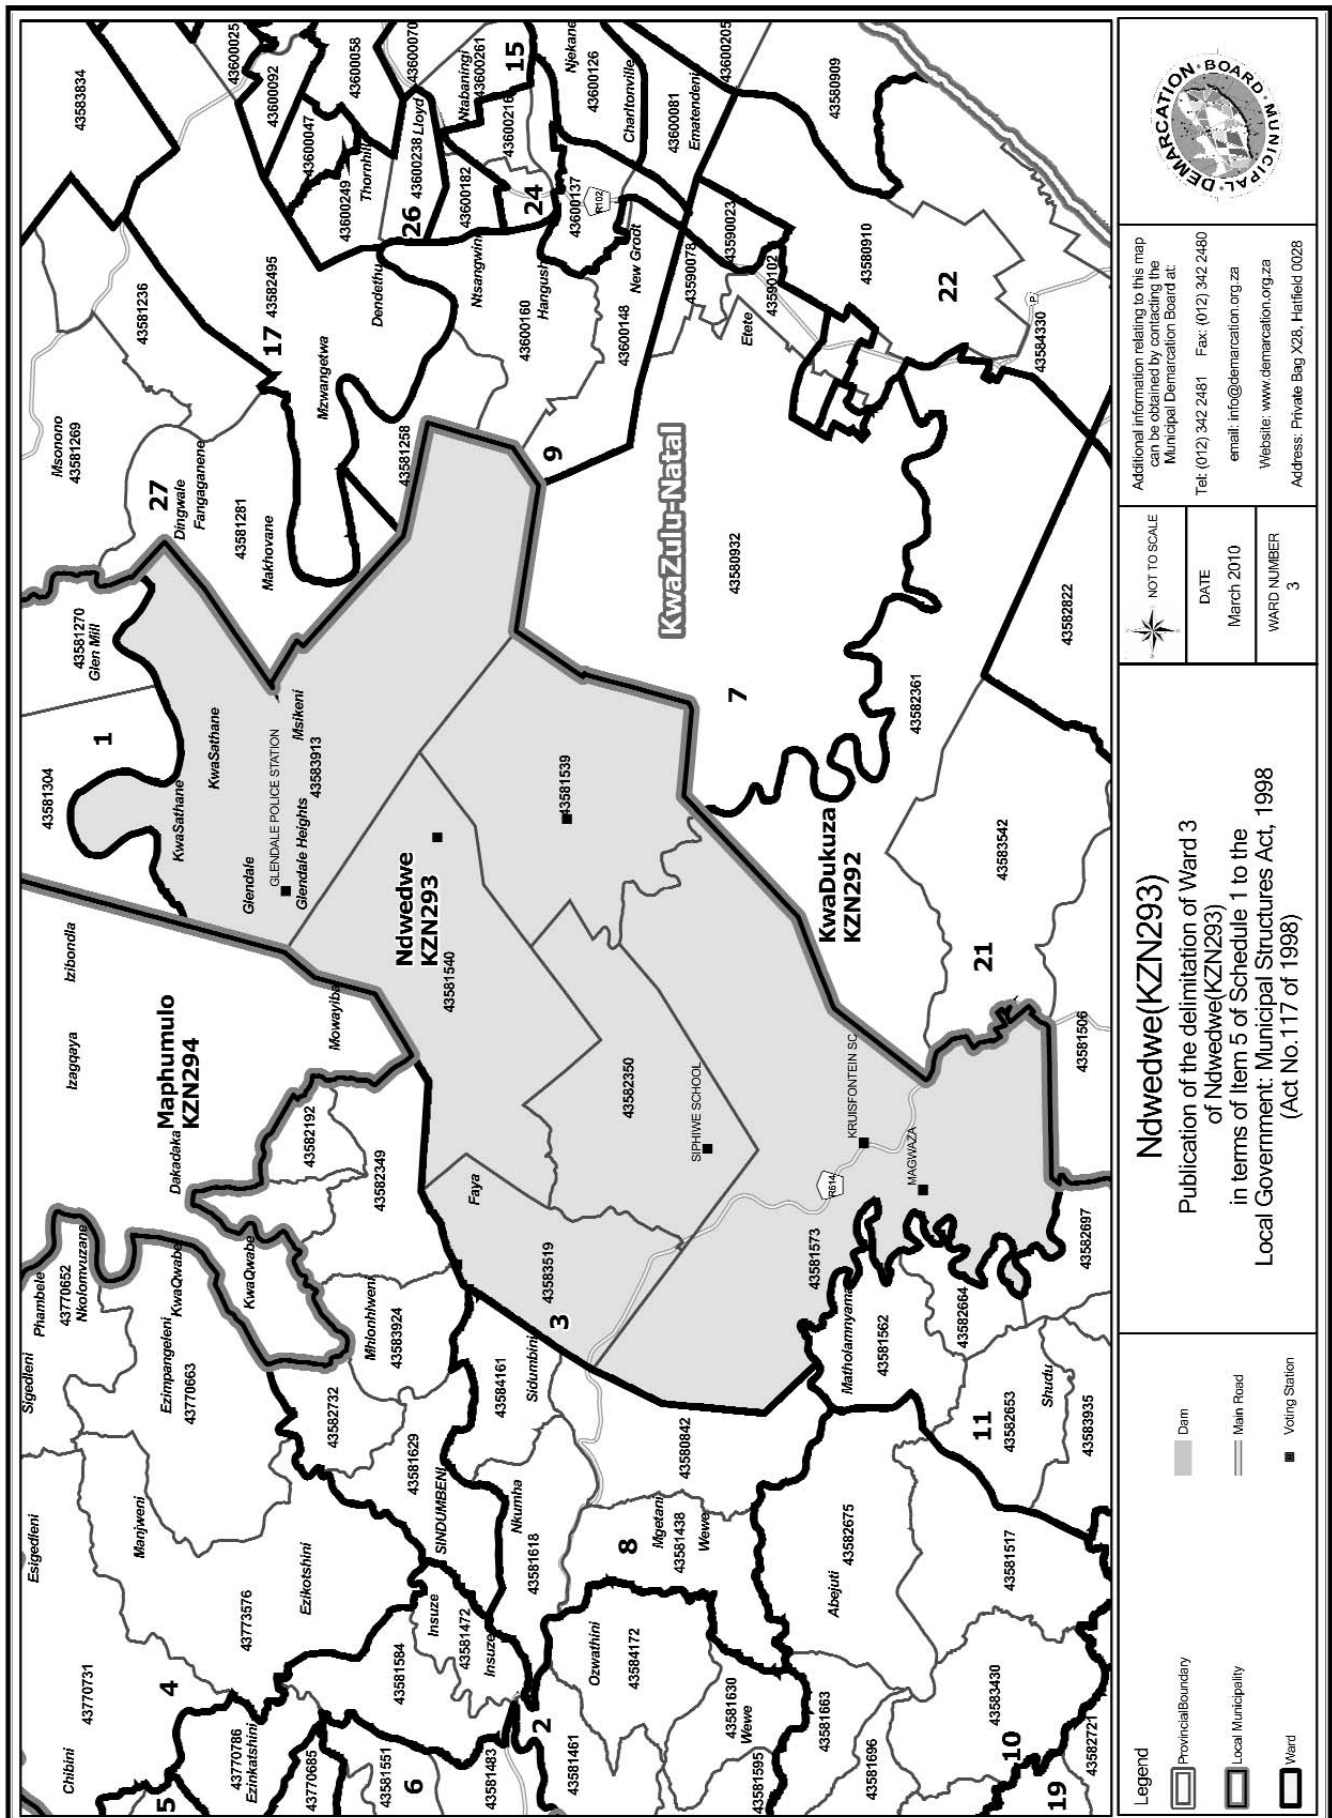 Chibini
43770731
5
43770786
Ezinkatshini
43770685
4
Esigedleni
Sigedleni
Phambele
43770652
Nkolomvuzane
Manjweni
Ezimpangeleni
43770663
KwaQwabe
KwaQwabe
43773576
Ezikotshini
Izagqaya
Izibondla
Maphumulo
KZN294
Dakadaka
Mowayiba
43582192
43582349
Mhlonhlweni
43583924
43582732
43581629
SINDUMBENI
43581584
Insuze
43581472
Insuze
43581551
6
43581483
2
43581461
Nkumha
43581618
43584161
Sidumbini
3
43583519
Faya
43580842
8
Mgetani
43581438
Wewe
Ozwathini
43584172
43581630
Wewe
43581595
43581663
43581696
Abejuti
43582675
43581517
43583430
10
19
43582721
11
43582653
Shudu
43583935
43582664
Matholamnyama
43581562
43582697
43581573
R614
MAGWAZA
KRUISFONTEIN SC
SIPHIWE SCHOOL
43582350
Ndwedwe
KZN293
43581540
43581539
43581304
1
43581270
Glen Mill
KwaSathane
KwaSathane
Glendale
GLENDALE POLICE STATION
Glendale Heights
Msikeni
43583913
Msonono
43581269
27
Dingwale
Fangaganene
43581281
Makhovane
43581236
43583834
17
43582495
Mzwangetwa
Dendethu
43581258
43600025
43600092
43600047
43600058
43600249
Thornhill
43600070
26
43600238 Lloyd
Ntabaningi
43600261
15
43600182
43600216
24
Ntsangwini
43600160
Hangush
43600137
R102
New Grodt
43600148
9
Njekane
43600126
Charltonville
43600081
Ematendeni
43600205
43590078
43590023
43590102
Etete
43580909
43580910
22
43584330
KwaZulu-Natal
43580932
7
43582361
KwaDukuza
KZN292
43583542
21
43581506
43582822
Legend
ProvincialBoundary
Local Municipality
Ward
Dam
Main Road
Voting Station
Ndwedwe(KZN293)
Publication of the delimitation of Ward 3
of Ndwedwe(KZN293)
in terms of Item 5 of Schedule 1 to the
Local Government: Municipal Structures Act, 1998
(Act No.117 of 1998)
NOT TO SCALE
DATE
March 2010
WARD NUMBER
3
Additional information relating to this map
can be obtained by contacting the
Municipal Demarcation Board at:
Tel: (012) 342 2481 Fax: (012) 342 2480
email: info@demarcation.org.za
Website: www.demarcation.org.za
Address: Private Bag X28, Hatfield 0028
MUNICIPAL DEMARCATION BOARD